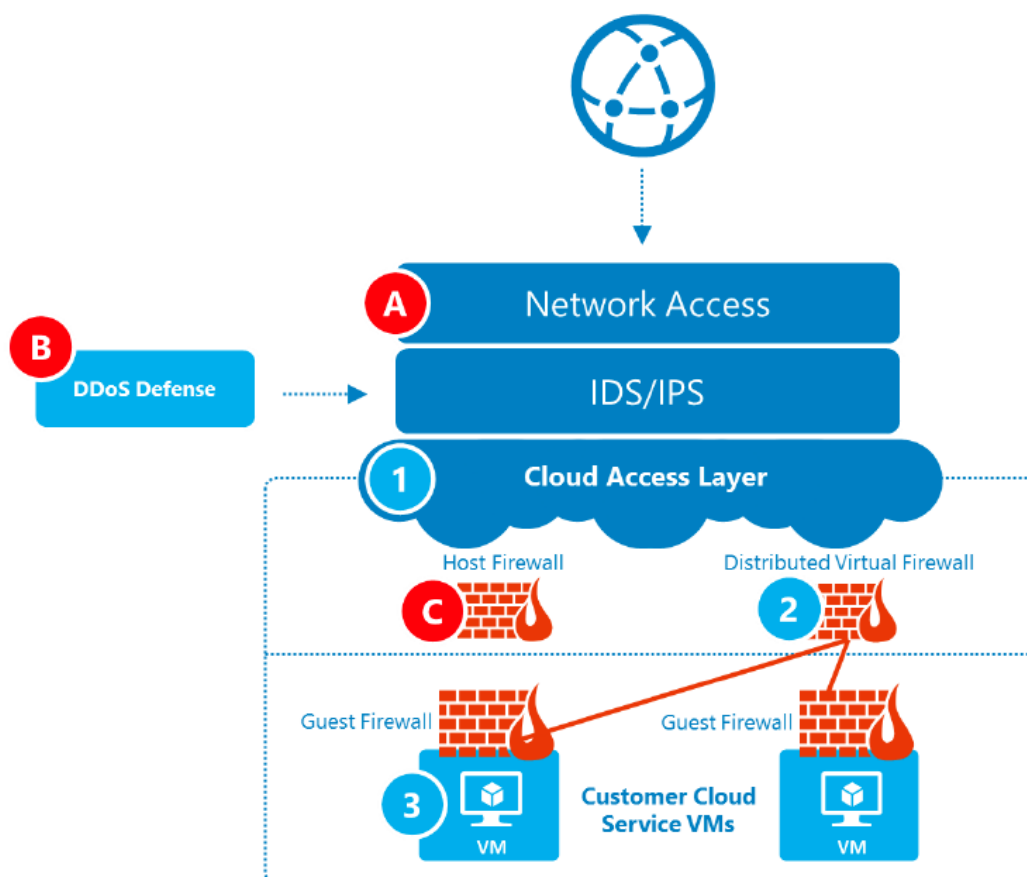 A
Network Access
B
DDoS Defense
IDS/IPS
1
Cloud Access Layer
Host Firewall
Distributed Virtual Firewall
C
2
Guest Firewall
Guest Firewall
3
Customer Cloud
Service VMs
VM
VM